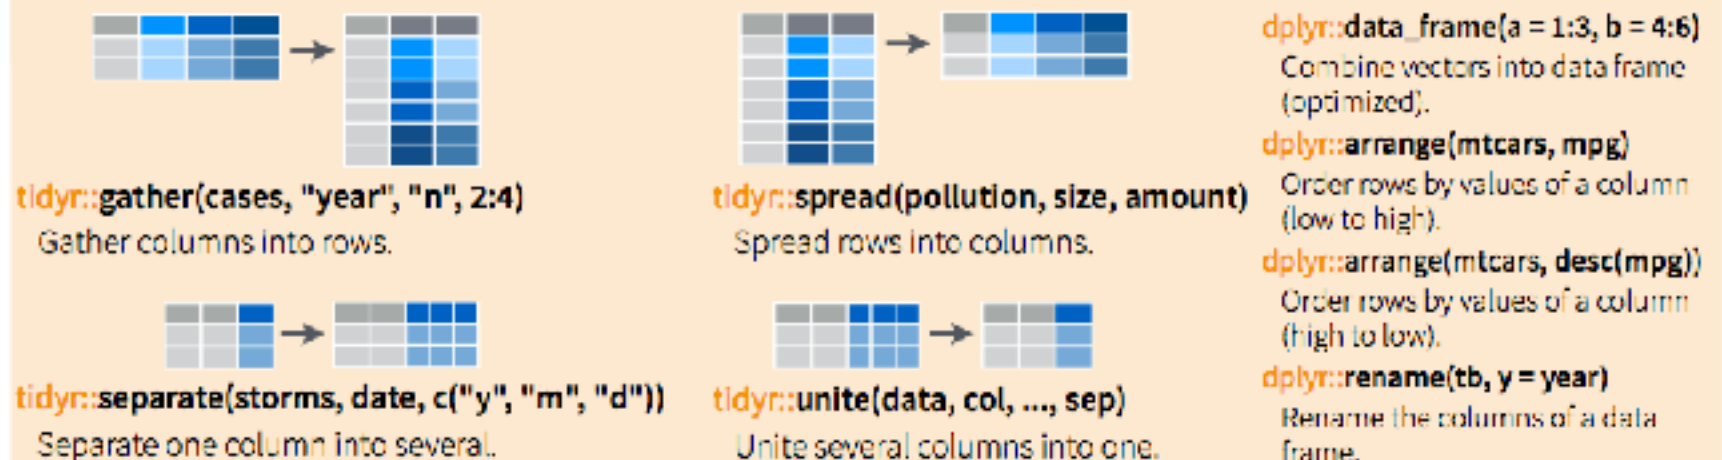 tidyr::gather(cases, "year", "n", 2:4)
Gather columns into rows.
tidyr::spread(pollution, size, amount)
Spread rows into columns.
tidyr::separate(storms, date, c("y", "m", "d"))
Separate one column into several.
tidyr::unite(data, col, ..., sep)
Unite several columns into one.
dplyr::data_frame(a = 1:3, b = 4:6)
Combine vectors into data frame
(optimized).
dplyr::arrange(mtcars, mpg)
Order rows by values of a column
(low to high).
dplyr::arrange(mtcars, desc(mpg))
Order rows by values of a column
(high to low).
dplyr::rename(tb, y = year)
Rename the columns of a data
frame.